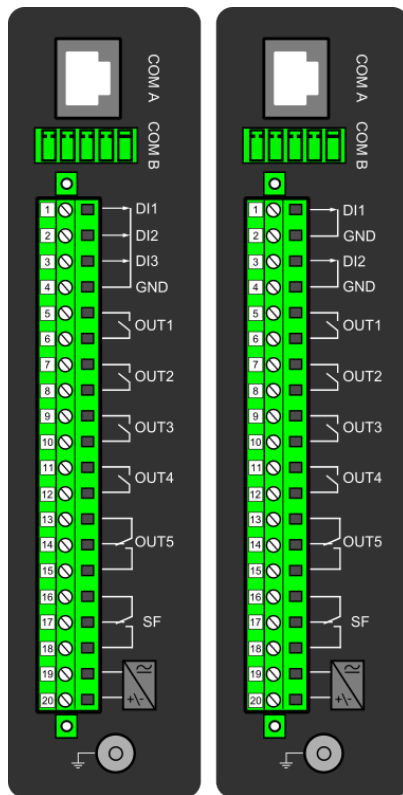 COM A
COM B
1 DI1
2 DI2
3 DI3
4 GND
5
OUT1
6
7
OUT2
8
9
OUT3
10
11
OUT4
12
13
14 OUT5
15
16
17 SF
18
19
20 +/-
COM A
COM B
1 DI1
2 GND
3 DI2
4 GND
5
OUT1
6
7
OUT2
8
9
OUT3
10
11
OUT4
12
13
14 OUT5
15
16
17 SF
18
19
20 +/-